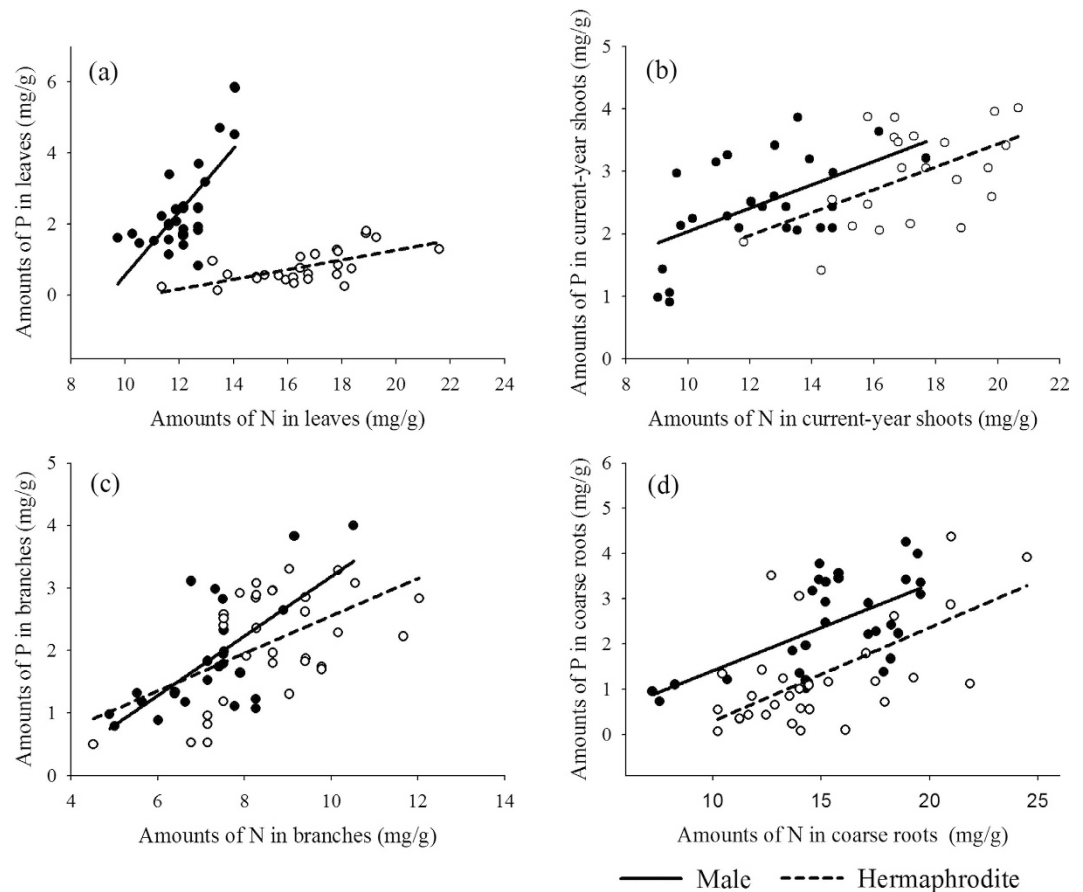 (a)
Amounts of P in leaves (mg/g)
6
4
2
0
8 10 12 14 16 18 20 22 24
Amounts of N in leaves (mg/g)
(b)
Amounts of P in current-year shoots (mg/g)
5
4
3
2
1
0
8 10 12 14 16 18 20 22
Amounts of N in current-year shoots (mg/g)
(c)
Amounts of P in branches (mg/g)
5
4
3
2
1
0
4 6 8 10 12 14
Amounts of N in branches (mg/g)
(d)
Amounts of P in coarse roots (mg/g)
6
5
4
3
2
1
0
10 15 20 25
Amounts of N in coarse roots (mg/g)
Male Hermaphrodite